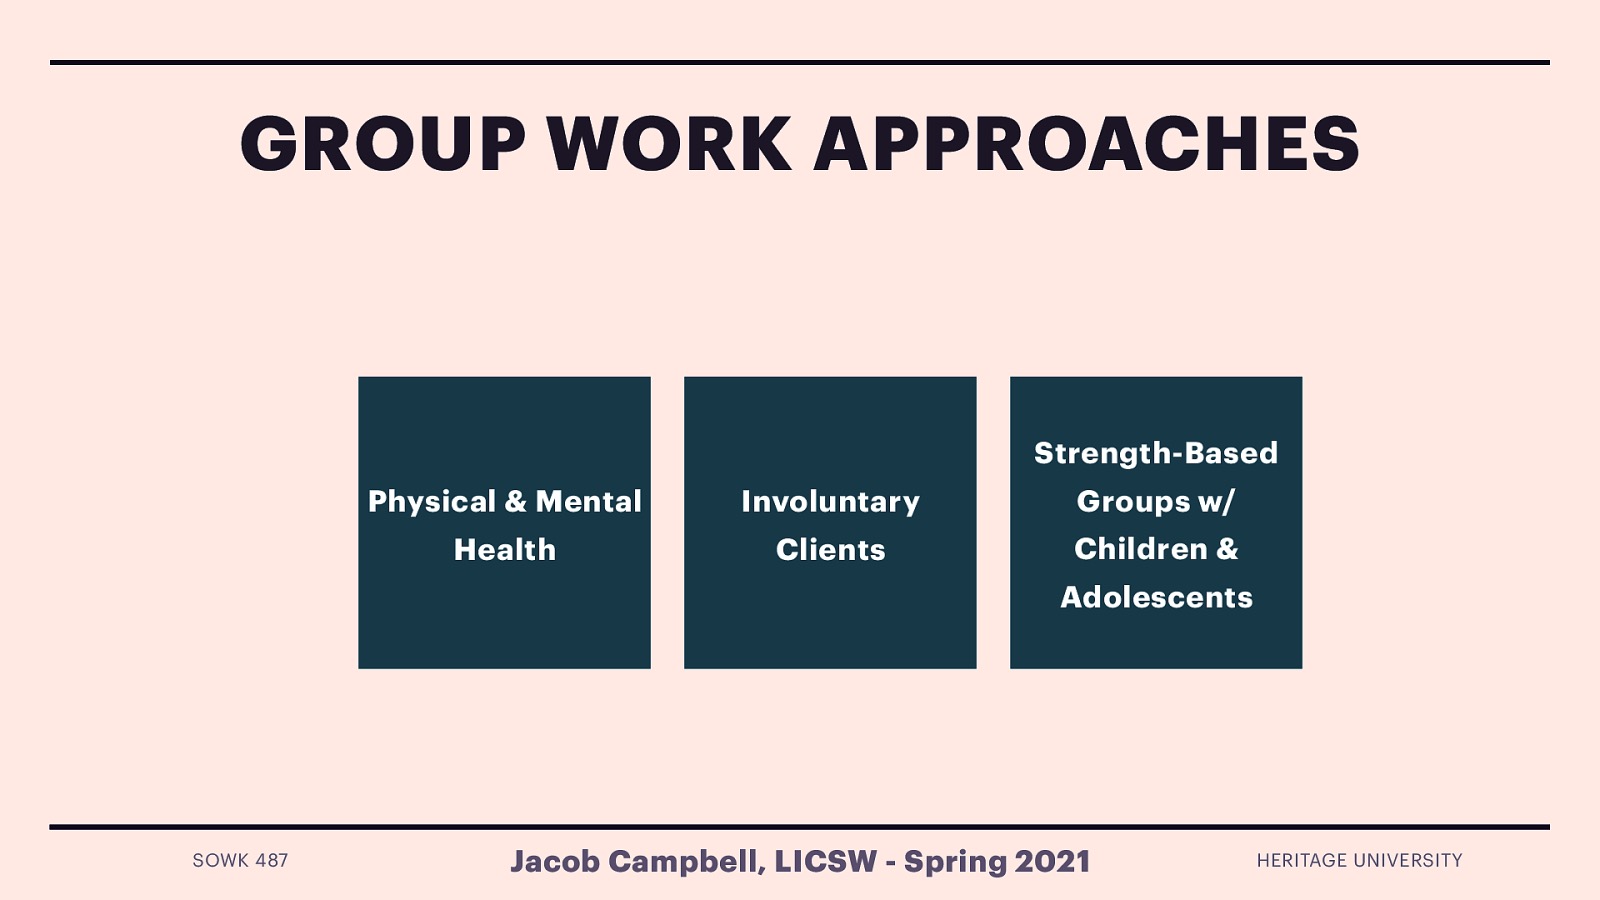 GROUP WORK APPROACHES
Physical & Mental
Health
Involuntary
Clients
Strength-Based
Groups w/
Children &
Adolescents
SOWK 487
Jacob Campbell, LICSW - Spring 2021
HERITAGE UNIVERSITY